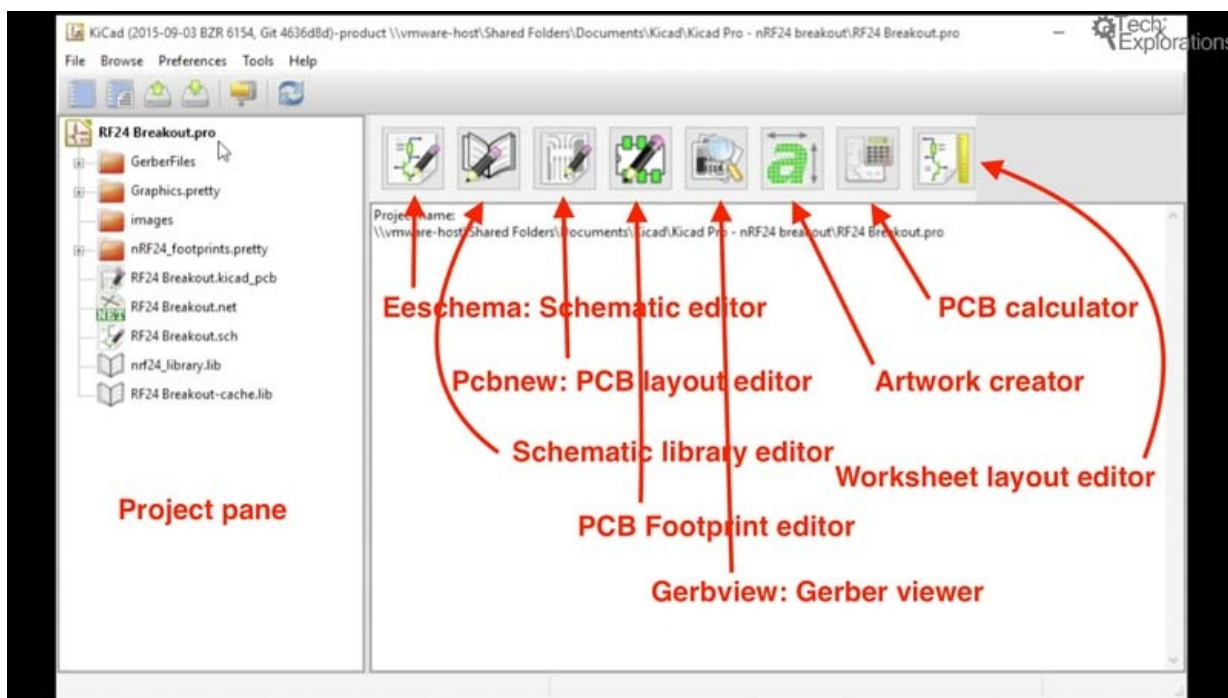 KiCad (2015-09-03 BZR 6154, Git 4636d8d)-product \\vmware-host\Shared Folders\Documents\Kicad\Kicad Pro - nRF24 breakout\RF24 Breakout.pro
Tech
Explorations
File Browse Preferences Tools Help
RF24 Breakout.pro
GerberFiles
Graphics.pretty
images
nRF24_footprints.pretty
RF24 Breakout.kicad_pcb
NET
RF24 Breakout.net
RF24 Breakout.sch
nrf24_library.lib
RF24 Breakout-cache.lib
Project pane
a
Project name:
\\vmware-host\Shared Folders\Documents\Kicad\Kicad Pro - nRF24 breakout\RF24 Breakout.pro
Eeschema: Schematic editor
PCB calculator
Pcbnew: PCB layout editor
Artwork creator
Schematic library editor
Worksheet layout editor
PCB Footprint editor
Gerbview: Gerber viewer